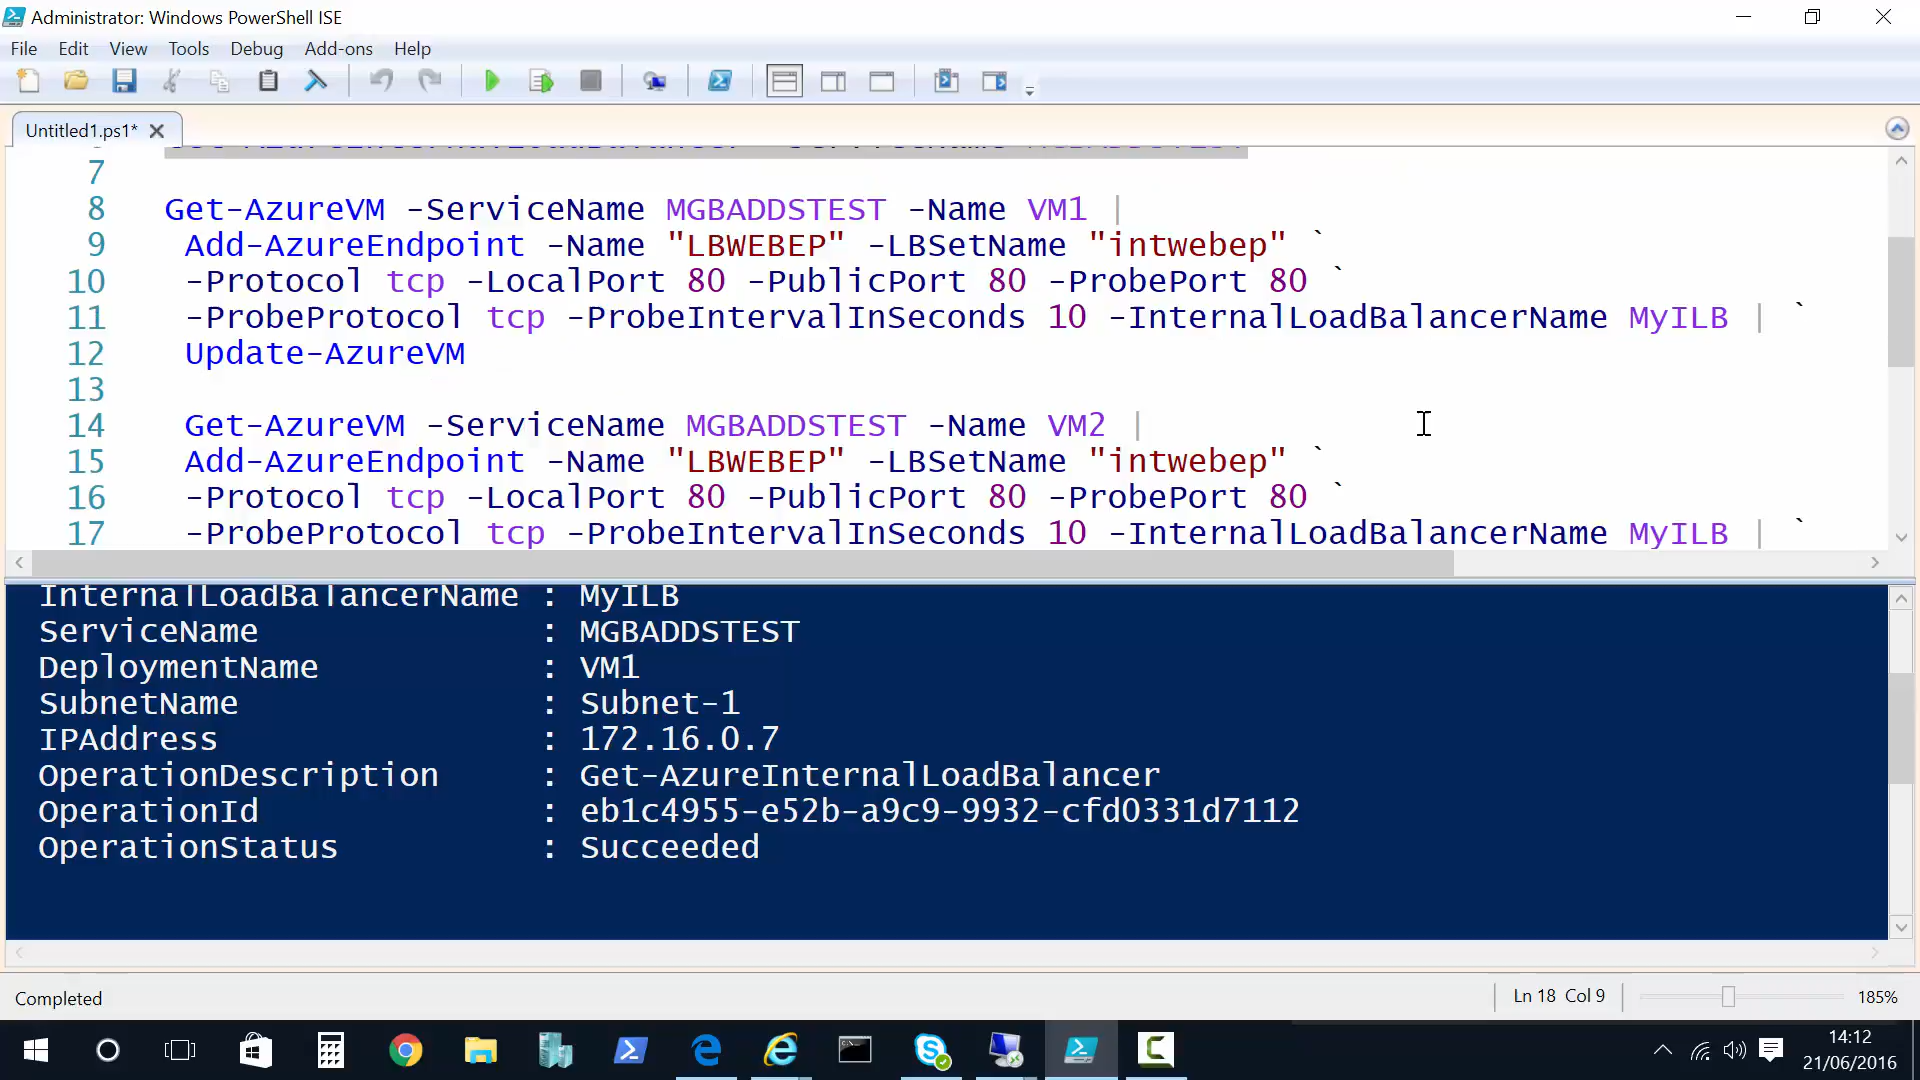 Administrator: Windows PowerShell ISE
File Edit View Tools Debug Add-ons Help
Untitled1.ps1*
7
8 Get-AzureVM -ServiceName MGBADDSTEST -Name VM1 |
9 Add-AzureEndpoint -Name "LBWEBEP" -LBSetName "intwebep" `
10 -Protocol tcp -LocalPort 80 -PublicPort 80 -ProbePort 80 `
11 -ProbeProtocol tcp -ProbeIntervalInSeconds 10 -InternalLoadBalancerName MyILB | `
12 Update-AzureVM
13
14 Get-AzureVM -ServiceName MGBADDSTEST -Name VM2 |
15 Add-AzureEndpoint -Name "LBWEBEP" -LBSetName "intwebep" `
16 -Protocol tcp -LocalPort 80 -PublicPort 80 -ProbePort 80 `
17 -ProbeProtocol tcp -ProbeIntervalInSeconds 10 -InternalLoadBalancerName MyILB | `
InternalLoadBalancerName : MyILB
ServiceName : MGBADDSTEST
DeploymentName : VM1
SubnetName : Subnet-1
IPAddress : 172.16.0.7
OperationDescription : Get-AzureInternalLoadBalancer
OperationId : eb1c4955-e52b-a9c9-9932-cfd0331d7112
OperationStatus : Succeeded
Completed
Ln 18 Col 9
185%
14:12
21/06/2016